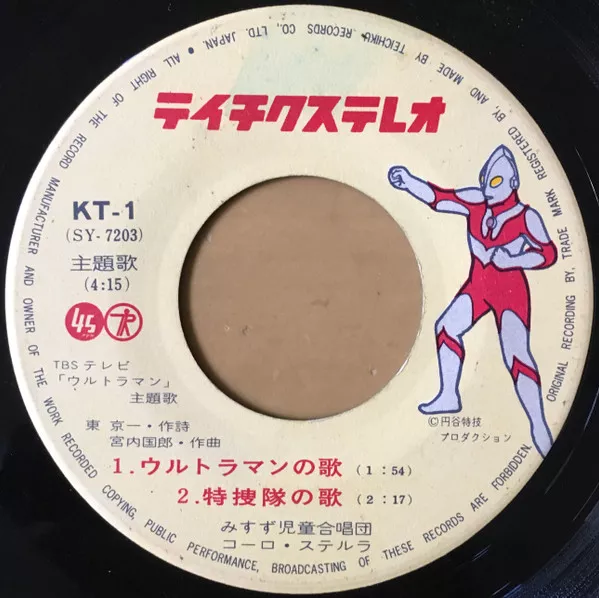 テイチクステレオ
KT-1
(SY-7203)
主題歌
(4:15)
45
TBSテレビ
「ウルトラマン」
主題歌
東 京一・作詩
宮内国郎・作曲
1.ウルトラマンの歌 (1:54)
2.特捜隊の歌 (2:17)
みすず児童合唱団
コーロ・ステルラ
©円谷特技
プロダクション
ALL RIGHT OF THE RECORD MANUFACTURER AND OWNER OF THE WORK RECORDED COPYING, PUBLIC PERFORMANCE, BROADCASTING OF THESE RECORDS ARE FORBIDDEN.
ORIGINAL RECORDING BY, TRADE MARK REGISTERED BY, AND MADE BY TEICHIKU RECORDS CO., LTD. JAPAN.